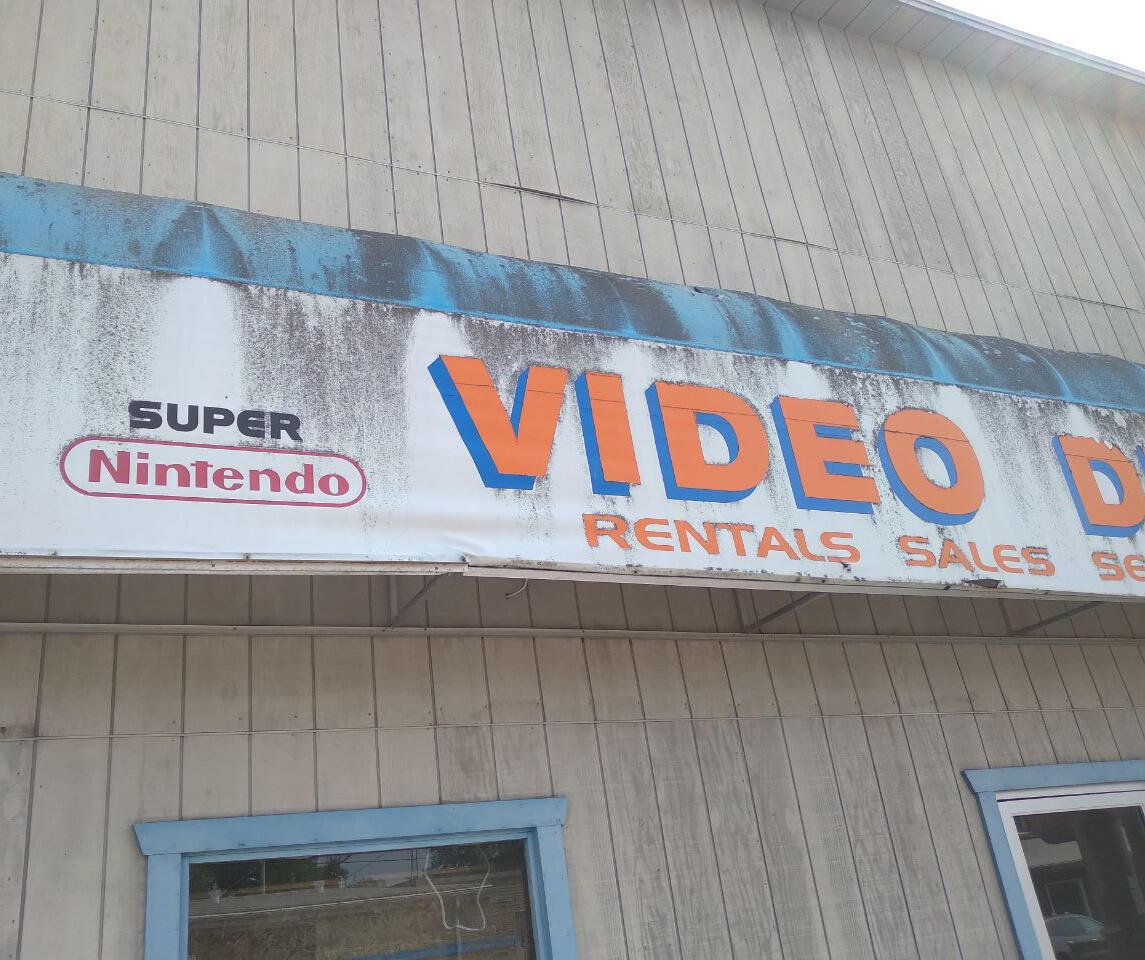 SUPER
Nintendo
VIDEO
RENTALS SALES